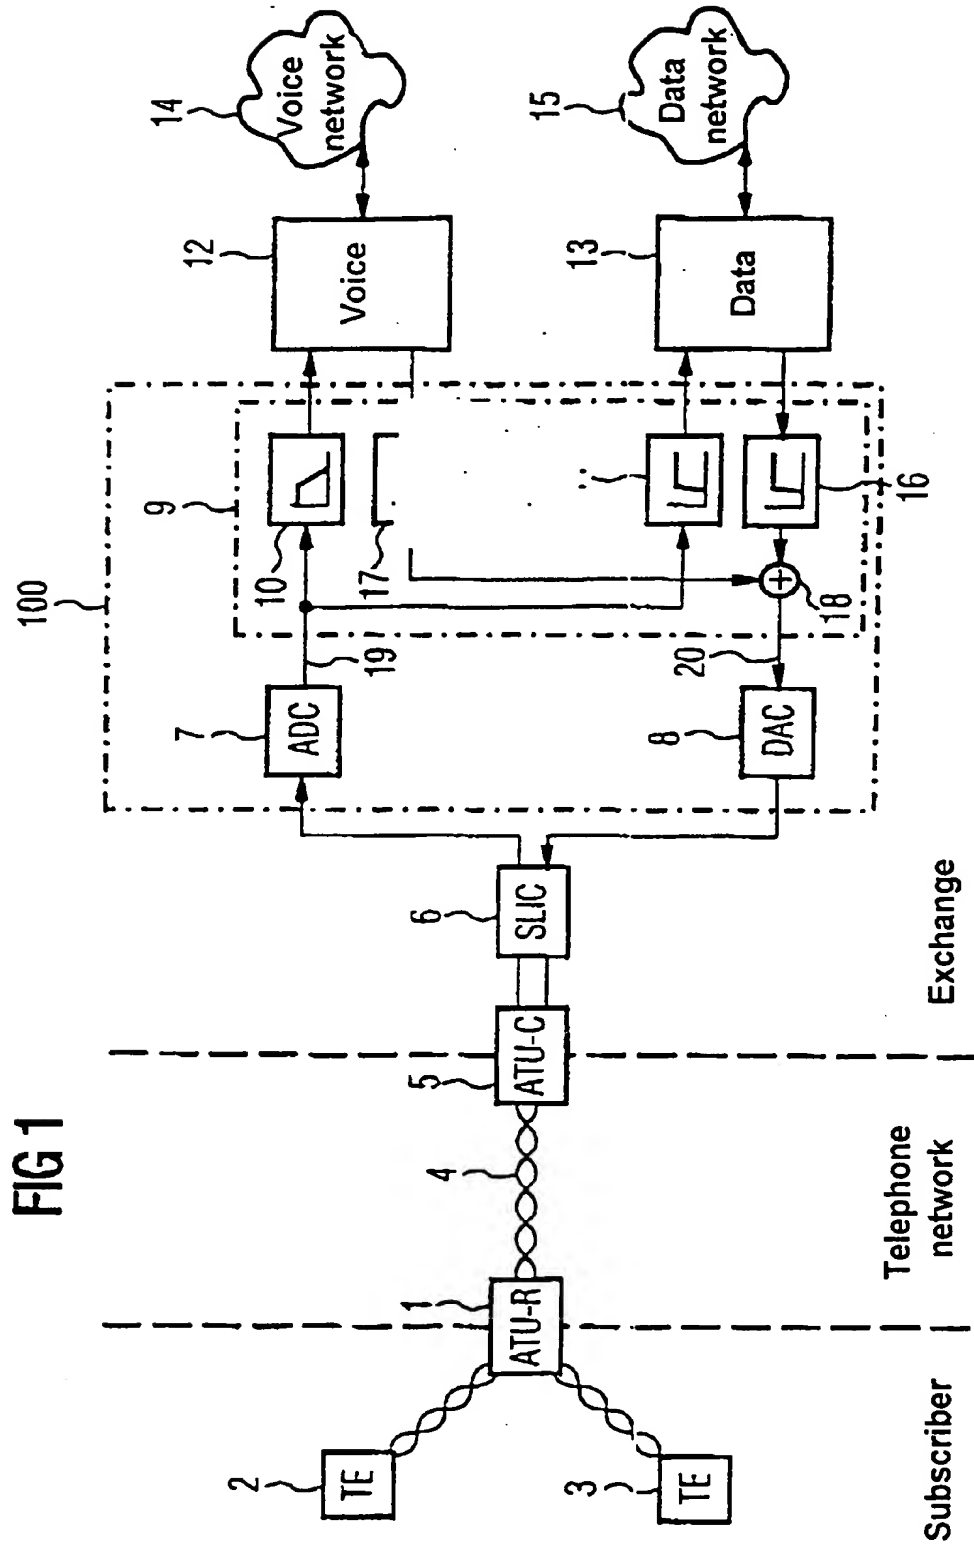 FIG 1
100
9
7
ADC
19
10
17
12
Voice
14
Voice
network
2
TE
1
ATU-R
4
5
ATU-C
6
SLIC
3
TE
8
DAC
20
18
16
13
Data
15
Data
network
Subscriber
Telephone
network
Exchange